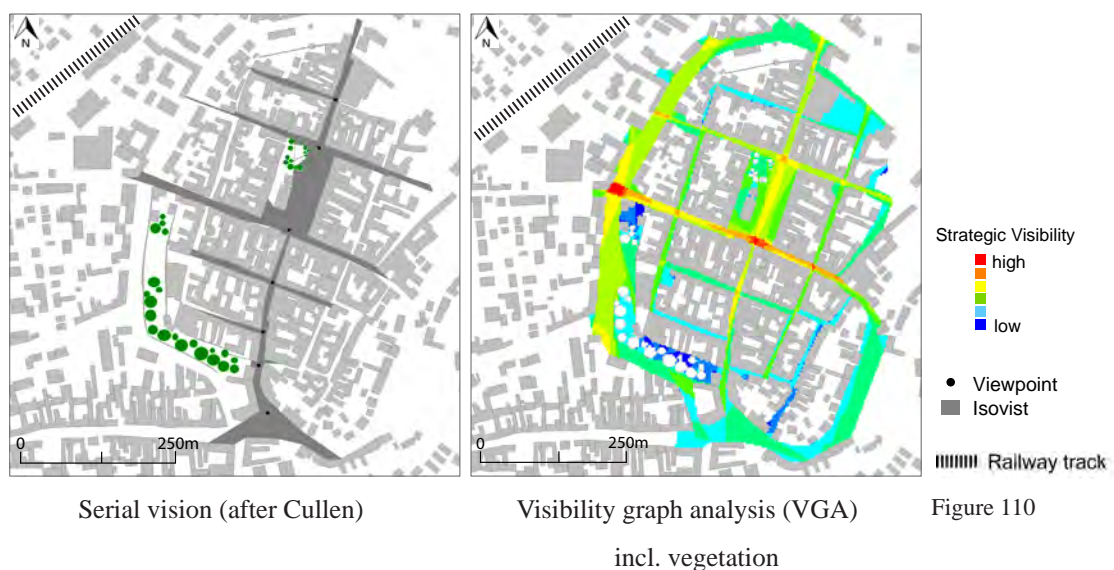 N
0
250m
N
0
250m
Strategic Visibility
high
low
Viewpoint
Isovist
Railway track
Serial vision (after Cullen)
Visibility graph analysis (VGA)
incl. vegetation
Figure 110